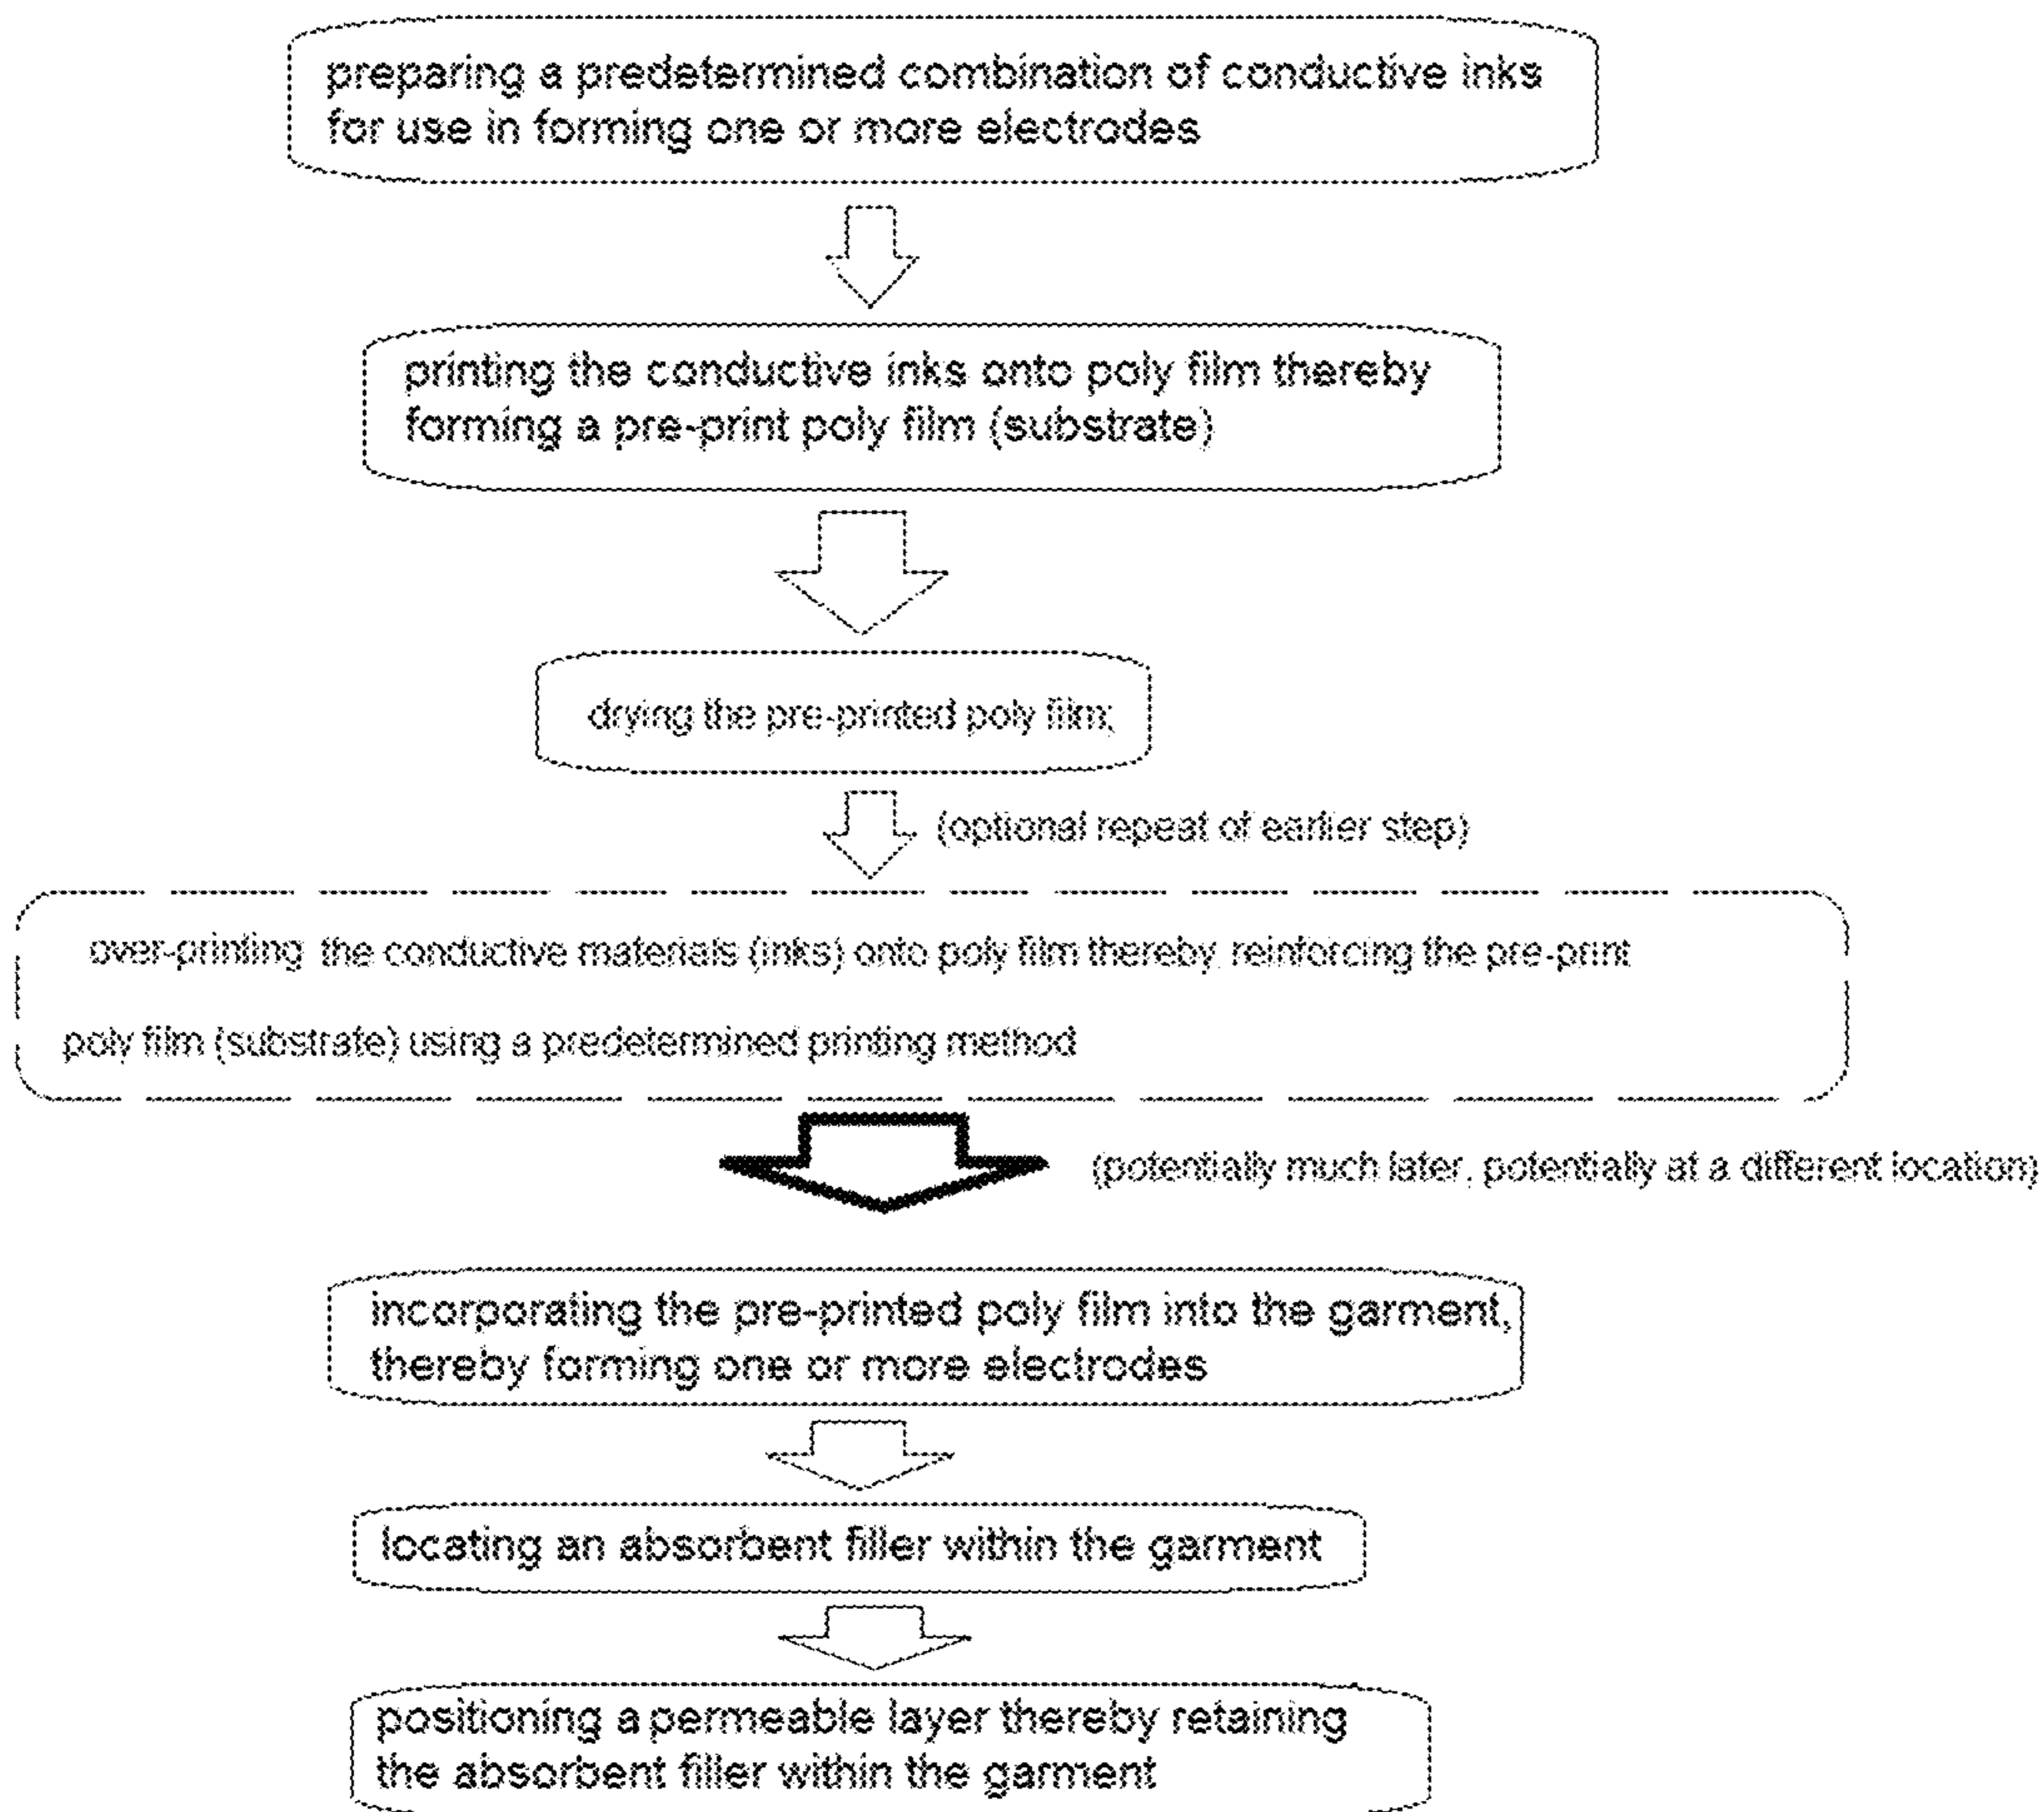 preparing a predetermined combination of conductive inks
for use in forming one or more electrodes
printing the conductive inks onto poly film thereby
forming a pre-print poly film (substrate)
drying the pre-printed poly film;
(optional repeat of earlier step)
over-printing the conductive materials (inks) onto poly film thereby reinforcing the pre-print
poly film (substrate) using a predetermined printing method
(potentially much later, potentially at a different location)
incorporating the pre-printed poly film into the garment,
thereby forming one or more electrodes
locating an absorbent filler within the garment
positioning a permeable layer thereby retaining
the absorbent filler within the garment